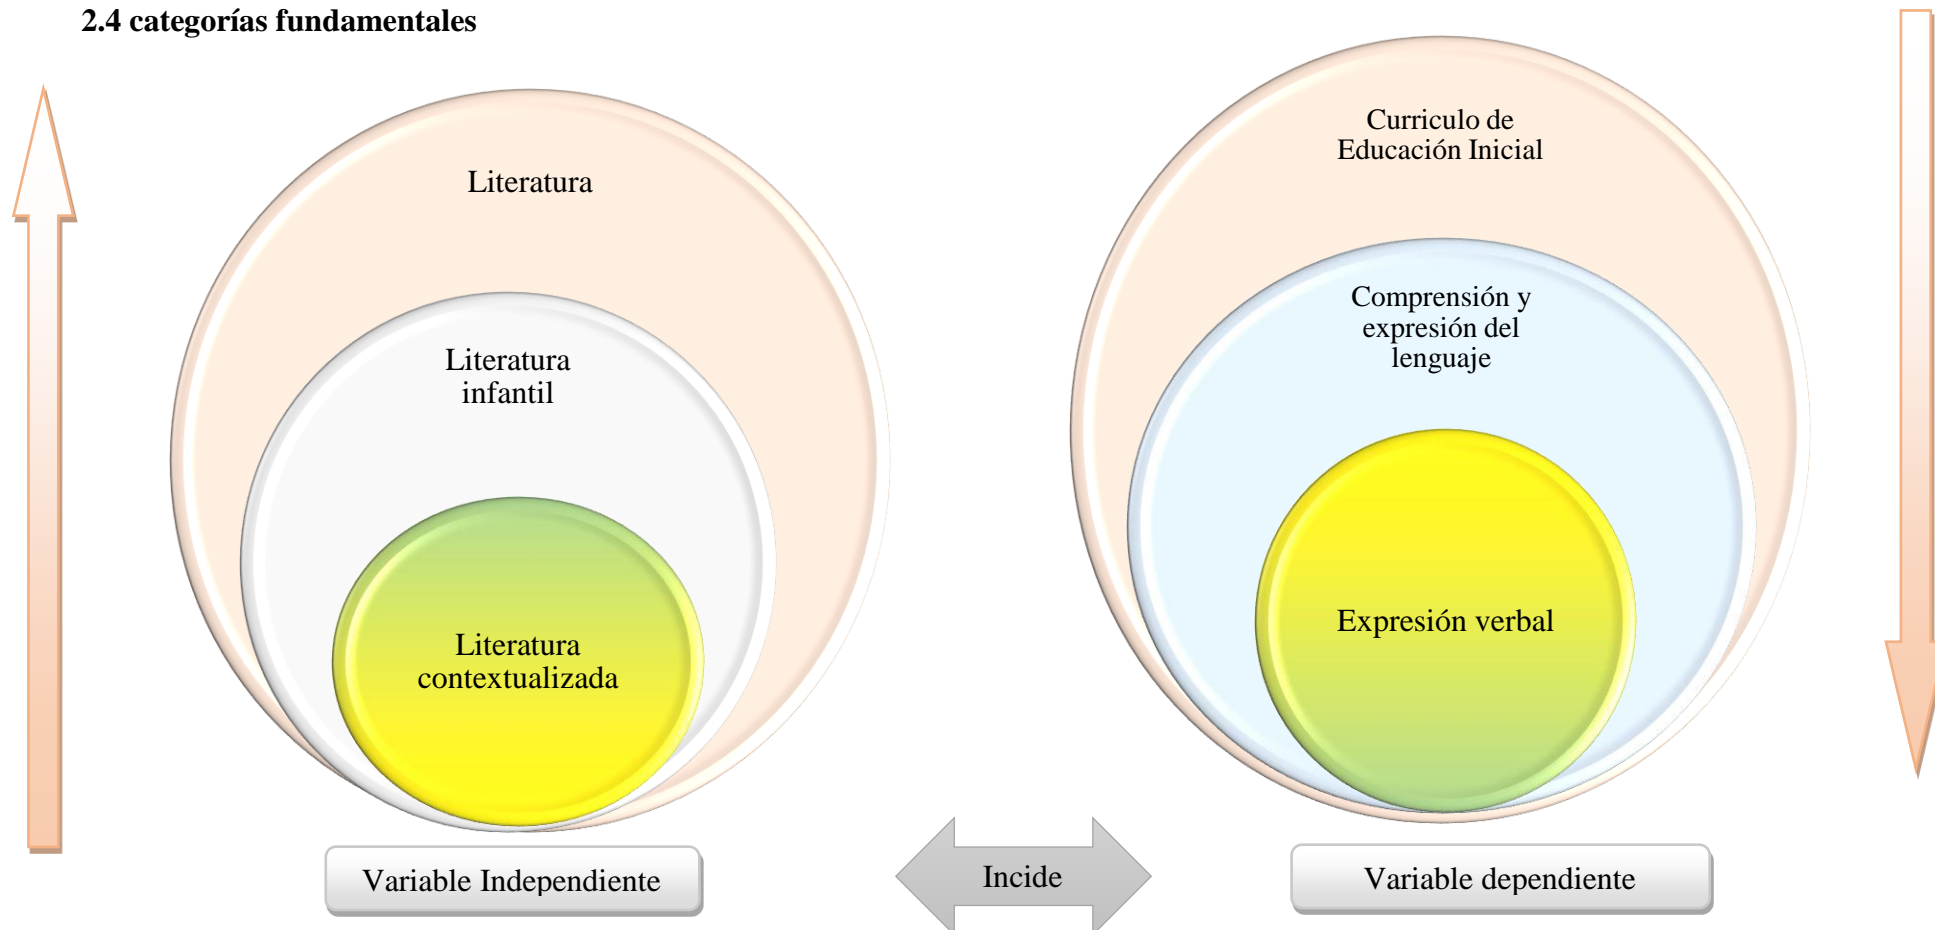 2.4 categorías fundamentales
Literatura
Literatura
infantil
Literatura
contextualizada
Variable Independiente
Incide
Curriculo de
Educación Inicial
Comprensión y
expresión del
lenguaje
Expresión verbal
Variable dependiente